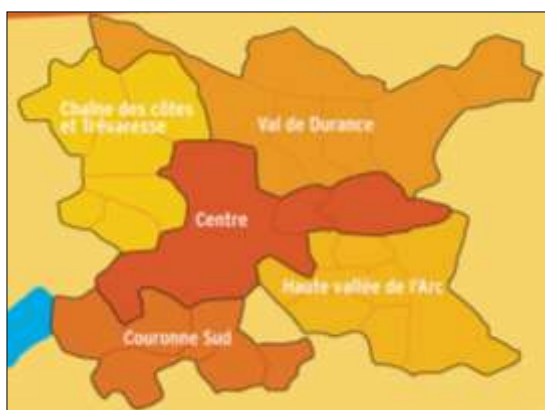 Chaîne des côtes
et Trévaresse
Val de Durance
Centre
Haute vallée de l'Arc
Couronne Sud